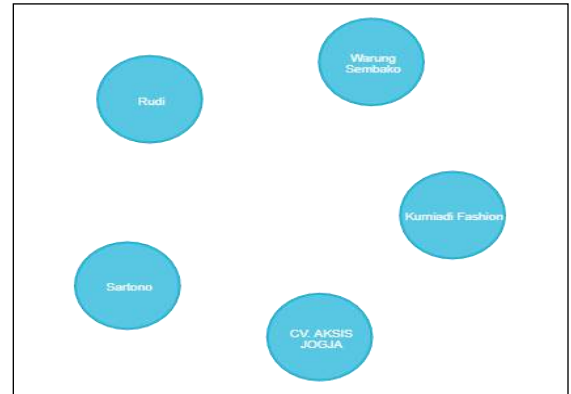 Warung
Sembako
Rudi
Kurniadi Fashion
Sartono
CV. AKSIS
JOGJA